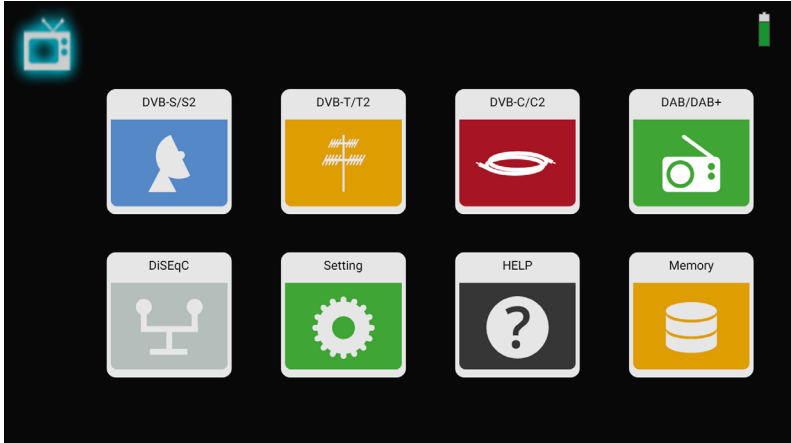 DVB-S/S2
DVB-T/T2
DVB-C/C2
DAB/DAB+
DiSEqC
Setting
HELP
Memory
?